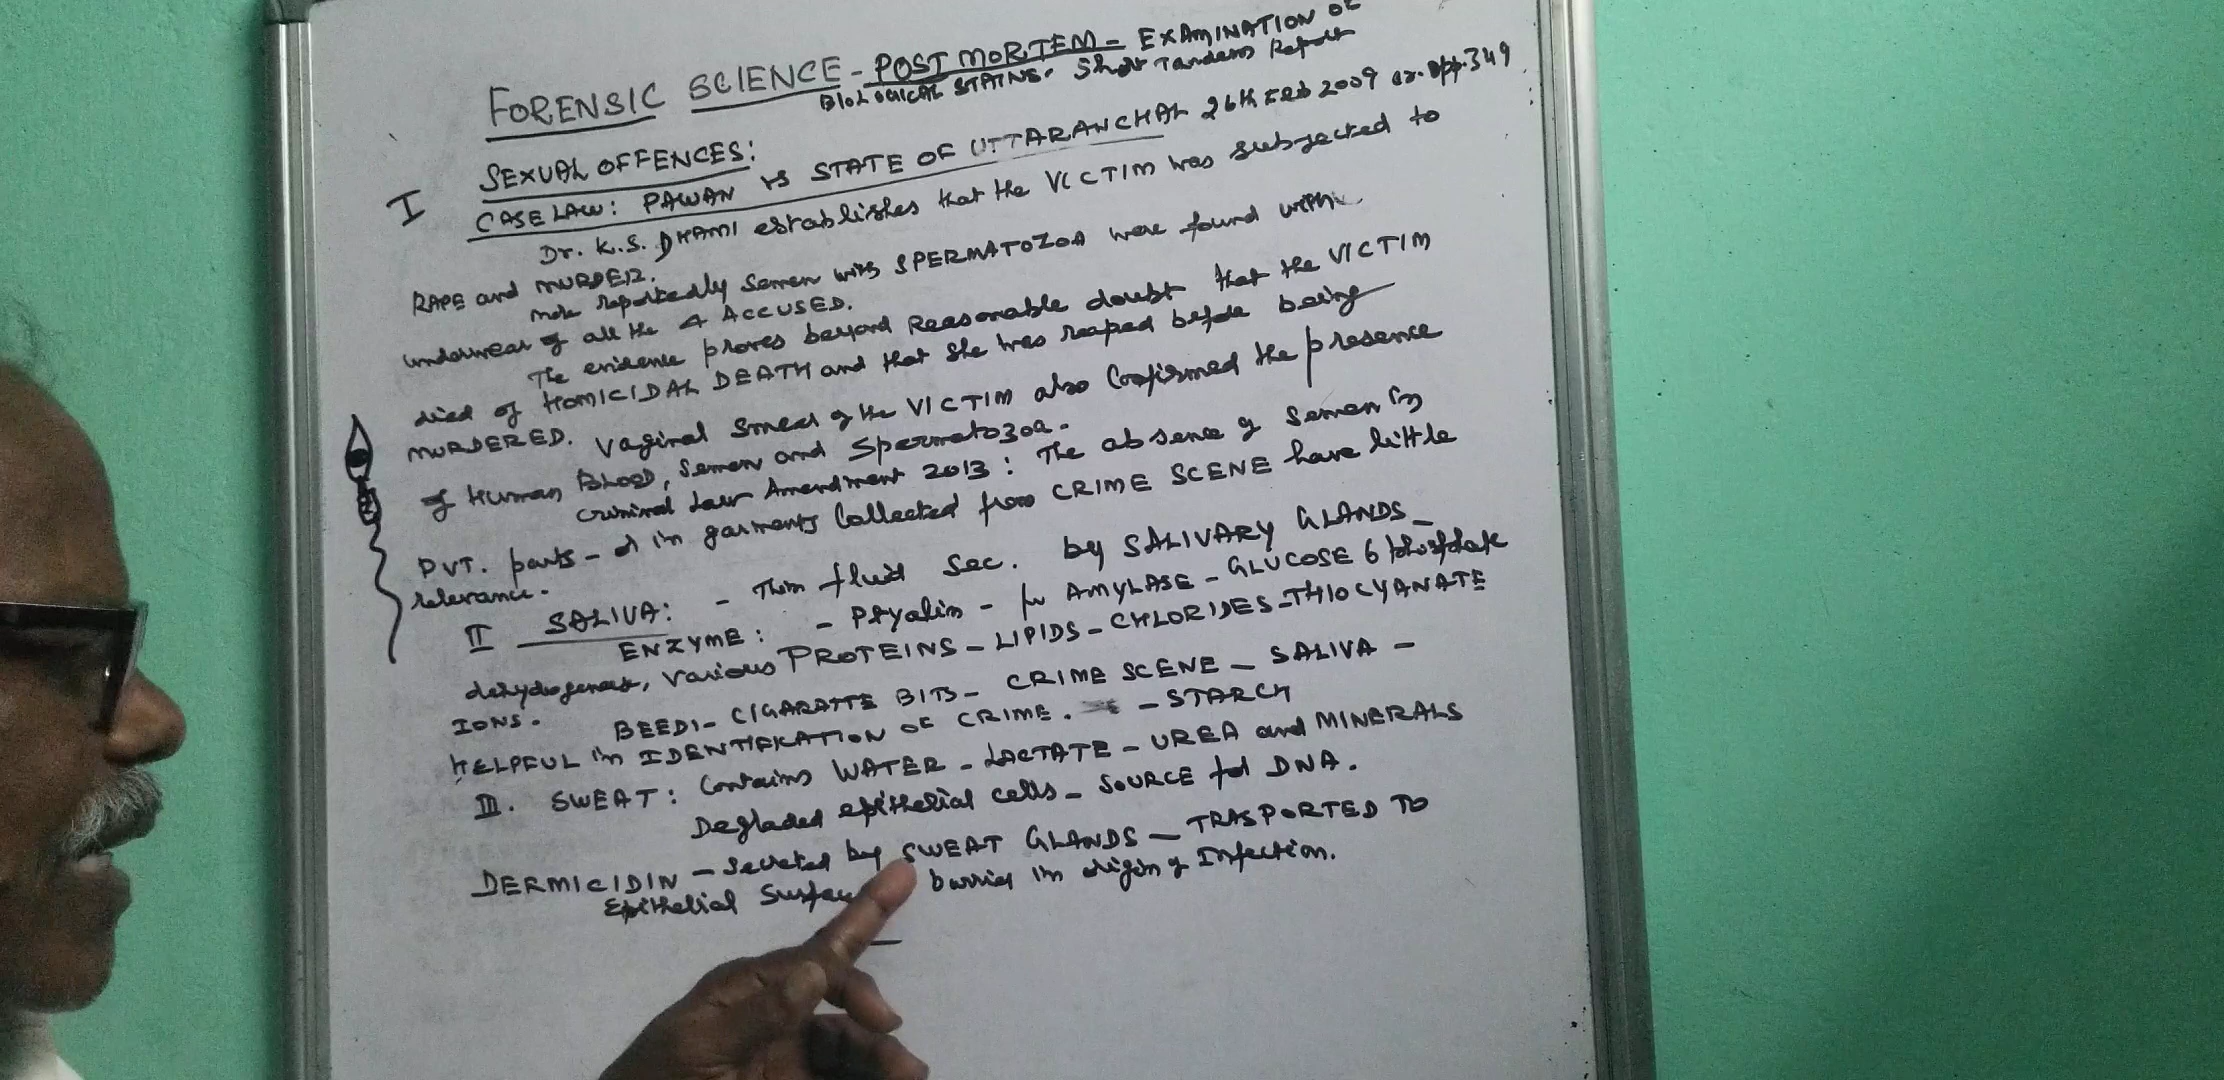 FORENSIC SCIENCE - POST MORTEM - EXAMINATION OF
BIOLOGICAL STAINS. Short Tandem Repeat
I SEXUAL OFFENCES:
CASE LAW: PAWAN vs STATE OF UTTARANCHAL 26th FEB 2009 cr. app. 349
Dr. K.S. DHAMI establishes that the VICTIM was subjected to
RAPE and MURDER.
more reportedly Semen with SPERMATOZOA were found with
underwear of all the 4 ACCUSED.
The evidence proves beyond Reasonable doubt that the VICTIM
died of HOMICIDAL DEATH and that she was reaped before being
MURDERED. Vaginal Smear of the VICTIM also Confirmed the presence
of Human BLOOD, Semen and Spermatozoa.
Criminal Law Amendment 2013: The absence of Semen in
PVT. parts - or in garments Collected from CRIME SCENE have little
relevance.
II SALIVA: - Thin fluid Sec. by SALIVARY GLANDS -
ENZYME: - Ptyalin - AMYLASE - GLUCOSE 6 phosphate
dehydogenase, Various PROTEINS - LIPIDS - CHLORIDES - THIOCYANATE
IONS. BEEDI - CIGARATTE BITS - CRIME SCENE - SALIVA -
HELPFUL in IDENTIFICATION OF CRIME. - STARCH
III. SWEAT: Contains WATER - LACTATE - UREA and MINERALS
Degladed epithelial cells - SOURCE for DNA.
DERMICIDIN - Secreted by SWEAT GLANDS - TRASPORTED TO
Epithelial Surfac barrier in origin of Infection.